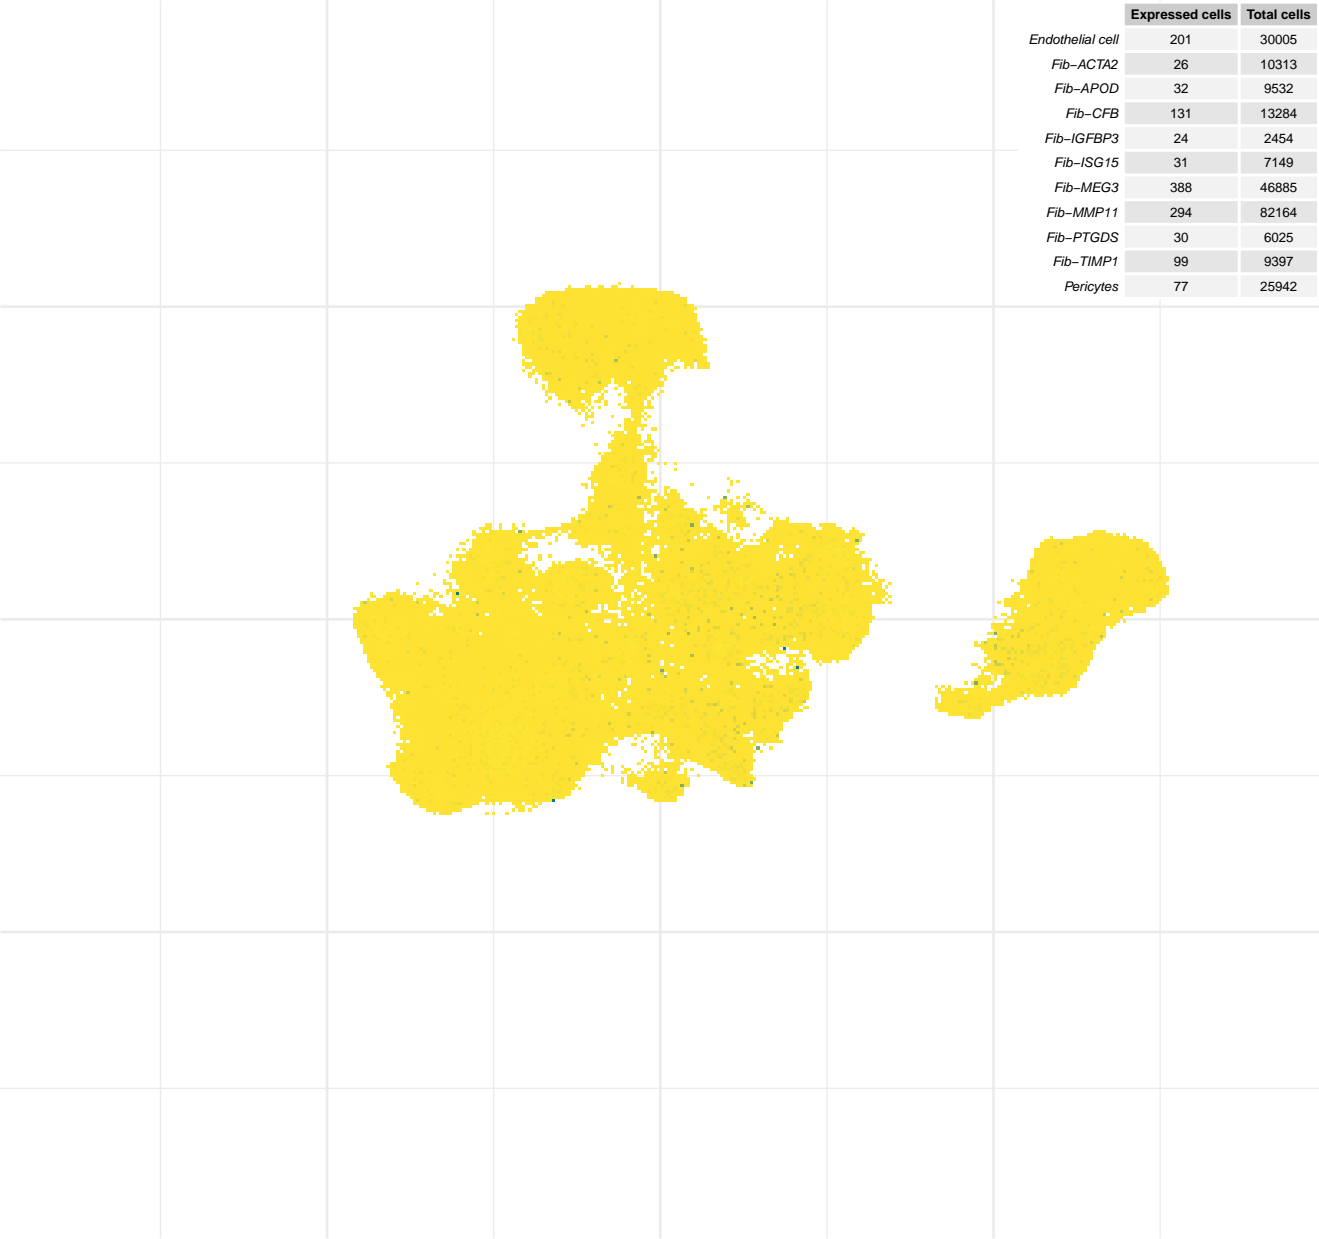 Expressed cells Total cells
Endothelial cell 201 30005
Fib−ACTA2 26 10313
Fib−APOD 32 9532
Fib−CFB 131 13284
Fib−IGFBP3 24 2454
Fib−ISG15 31 7149
Fib−MEG3 388 46885
Fib−MMP11 294 82164
Fib−PTGDS 30 6025
Fib−TIMP1 99 9397
Pericytes 77 25942